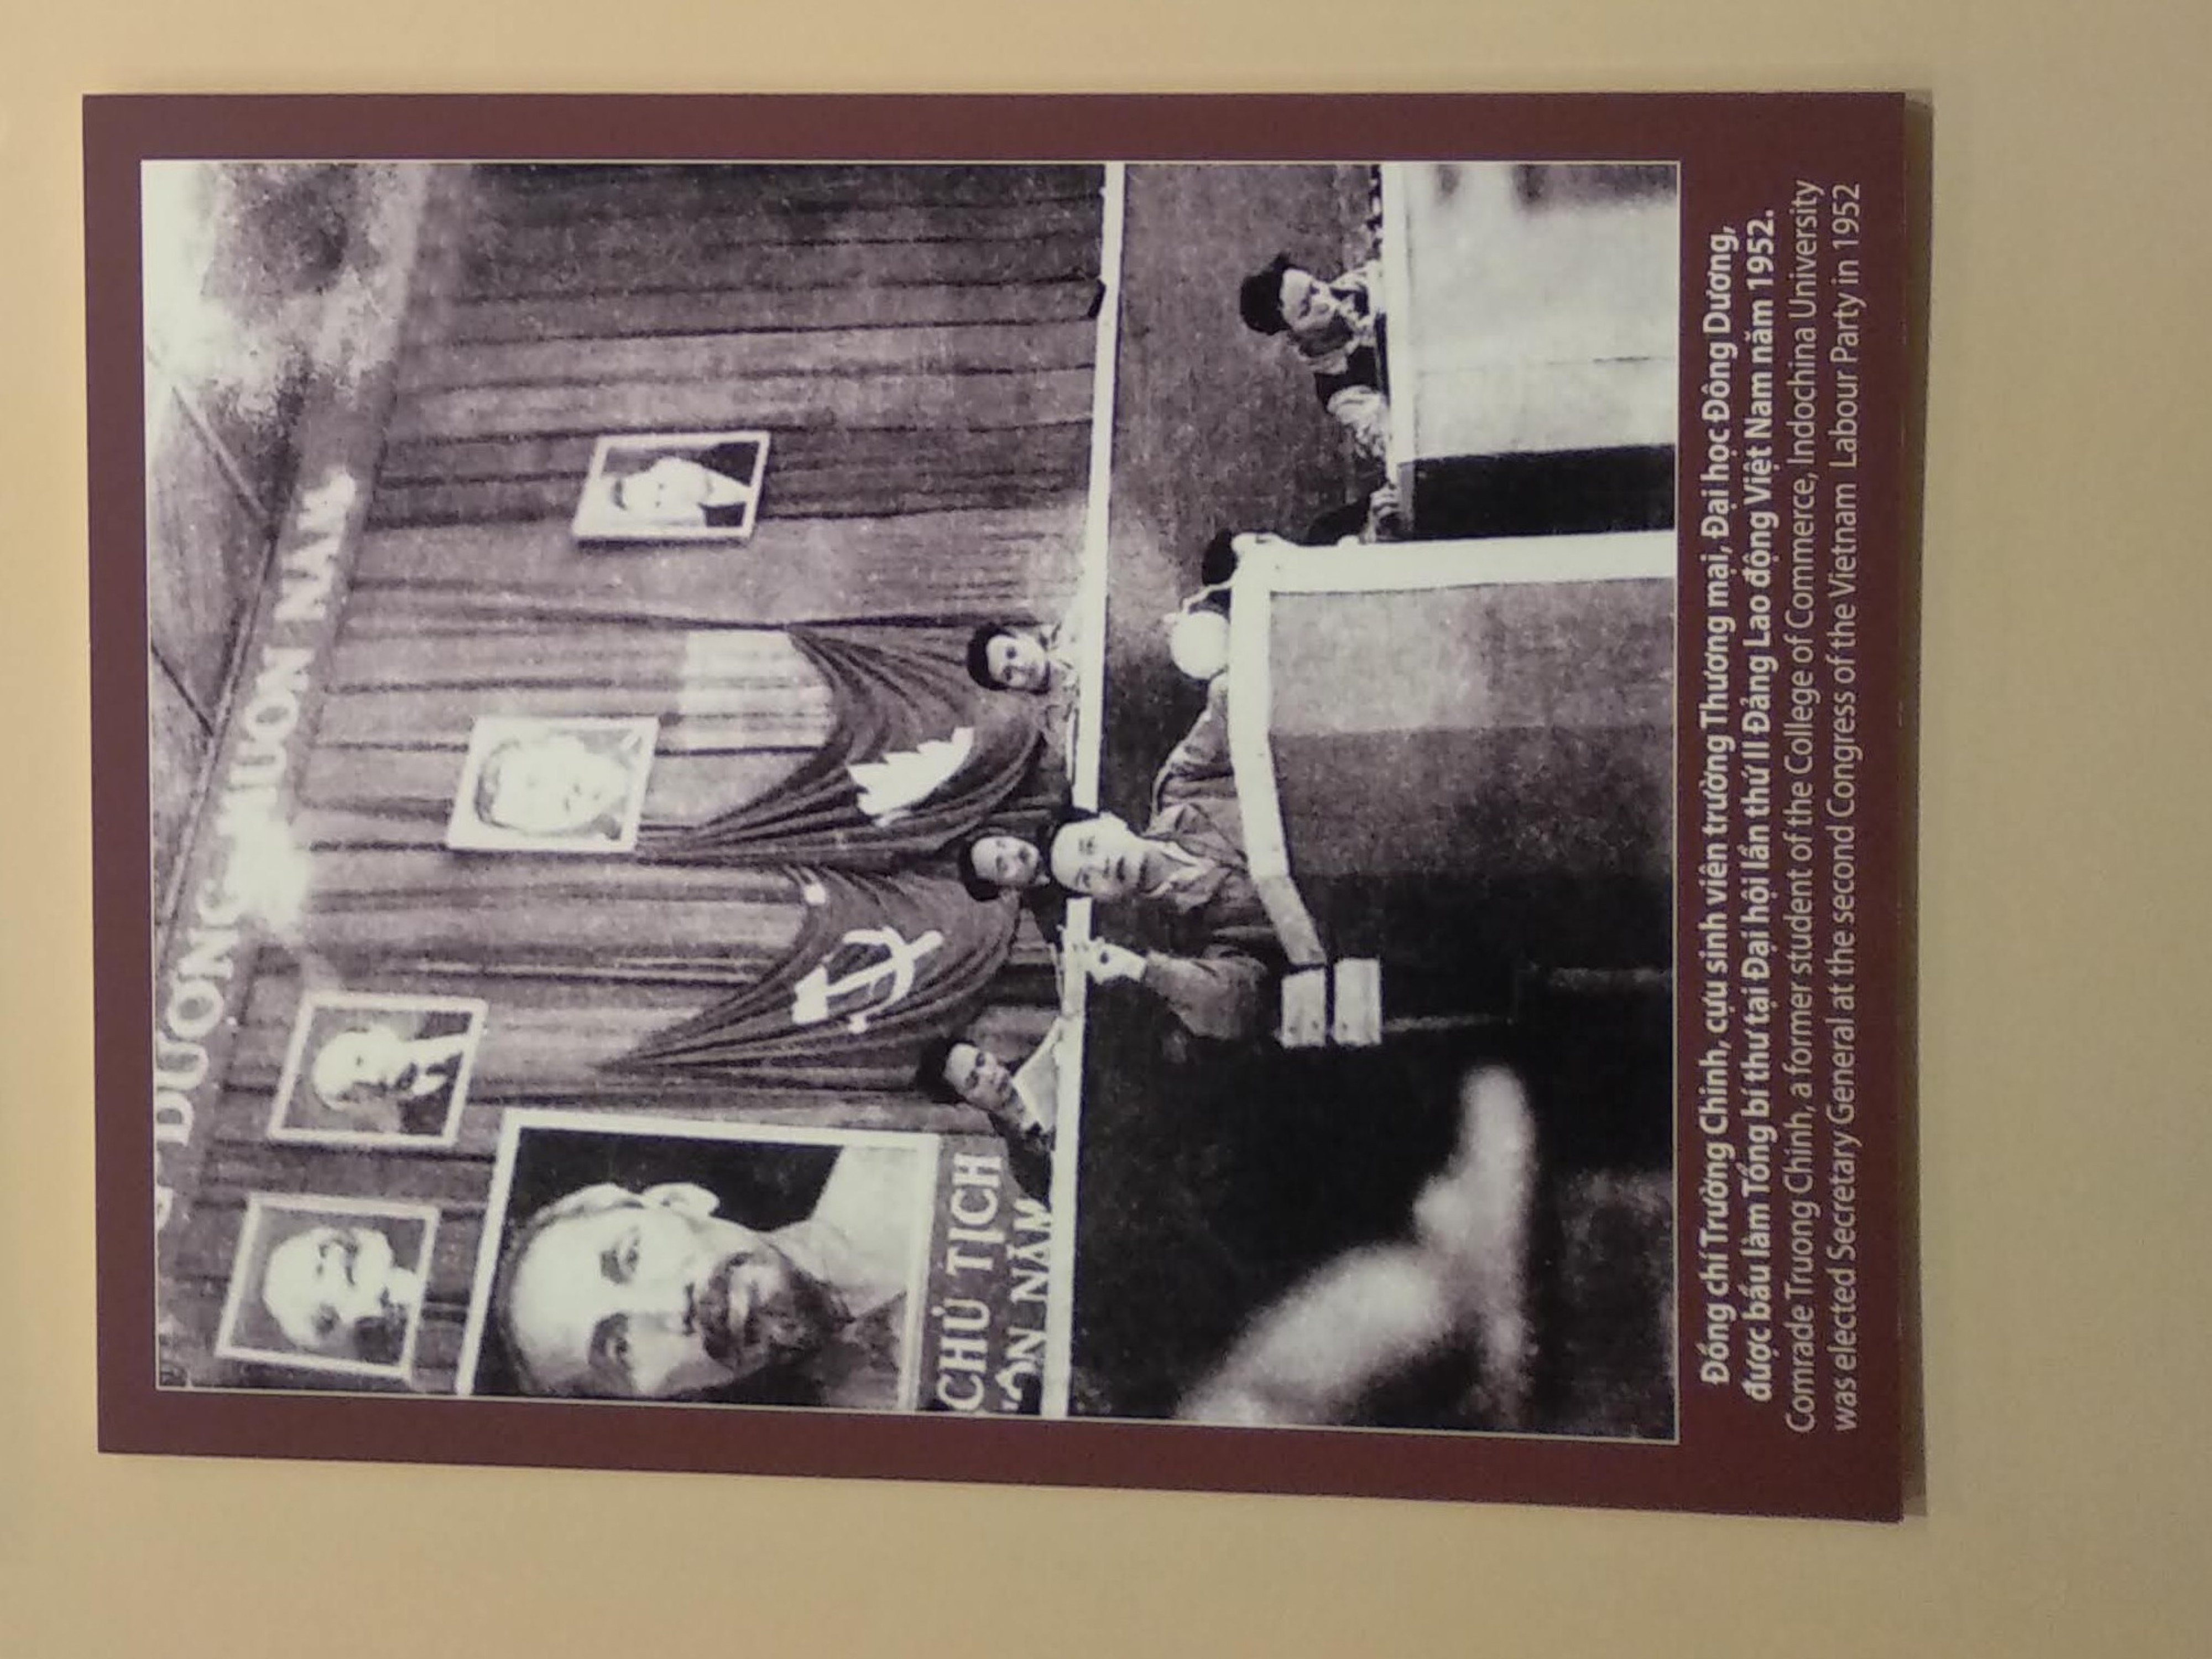 DƯƠNG MUÔN NĂM
CHỦ TỊCH
ÔN NĂM
Đồng chí Trường Chinh, cựu sinh viên trường Thương mại, Đại học Đông Dương,
được bầu làm Tổng bí thư tại Đại hội lần thứ II Đảng Lao động Việt Nam năm 1952.
Comrade Truong Chinh, a former student of the College of Commerce, Indochina University
was elected Secretary General at the second Congress of the Vietnam Labour Party in 1952